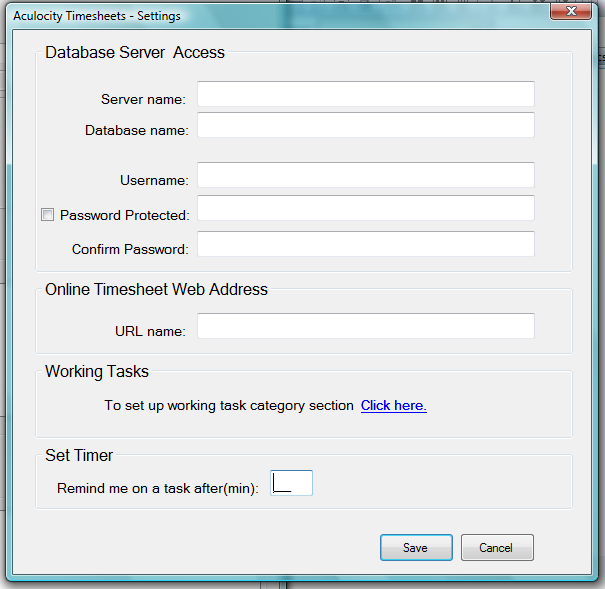 Aculocity Timesheets - Settings
Database Server  Access
Server name:
Database name:
Username:
Password Protected:
Confirm Password:
Online Timesheet Web Address
URL name:
Working Tasks
To set up working task category section Click here.
Set Timer
Remind me on a task after(min): __
Save Cancel